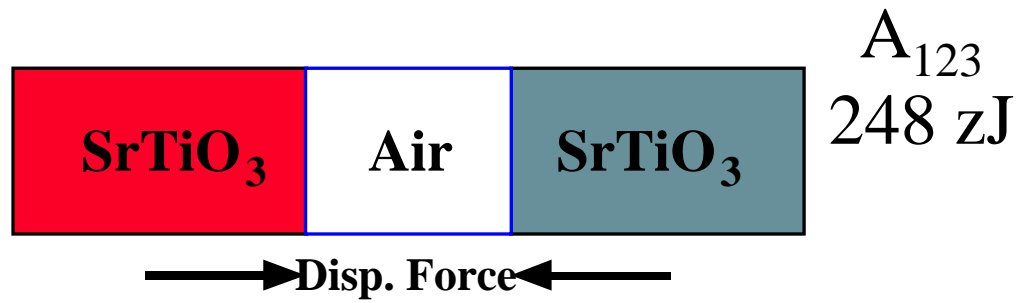 A₁₂₃
248 zJ
SrTiO₃ Air SrTiO₃
Disp. Force